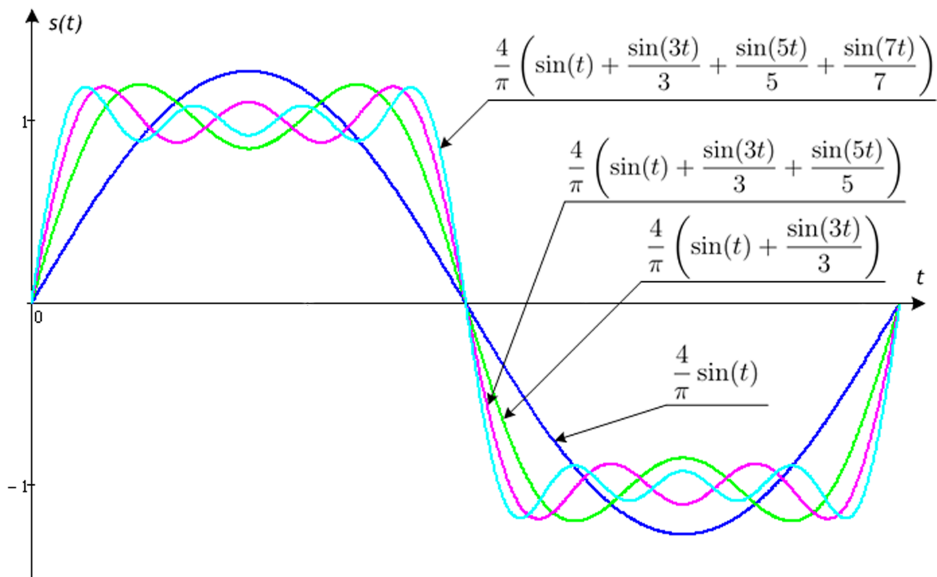 s(t)
4/π (sin(t) + sin(3t)/3 + sin(5t)/5 + sin(7t)/7)
1
4/π (sin(t) + sin(3t)/3 + sin(5t)/5)
4/π (sin(t) + sin(3t)/3)
t
0
4/π sin(t)
– 1